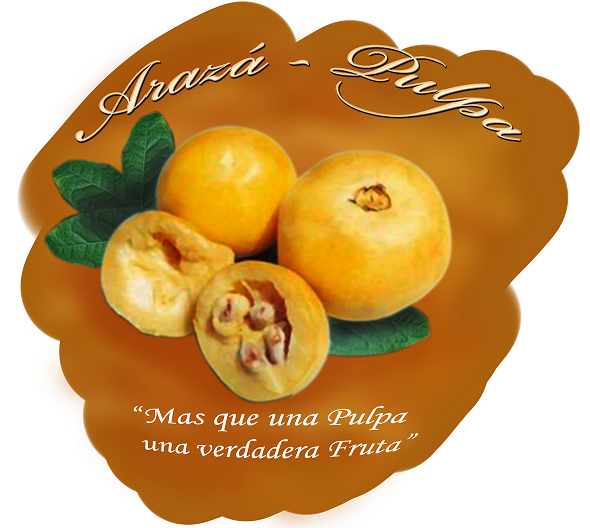 Arazá - Pulpa
“Mas que una Pulpa
una verdadera Fruta”